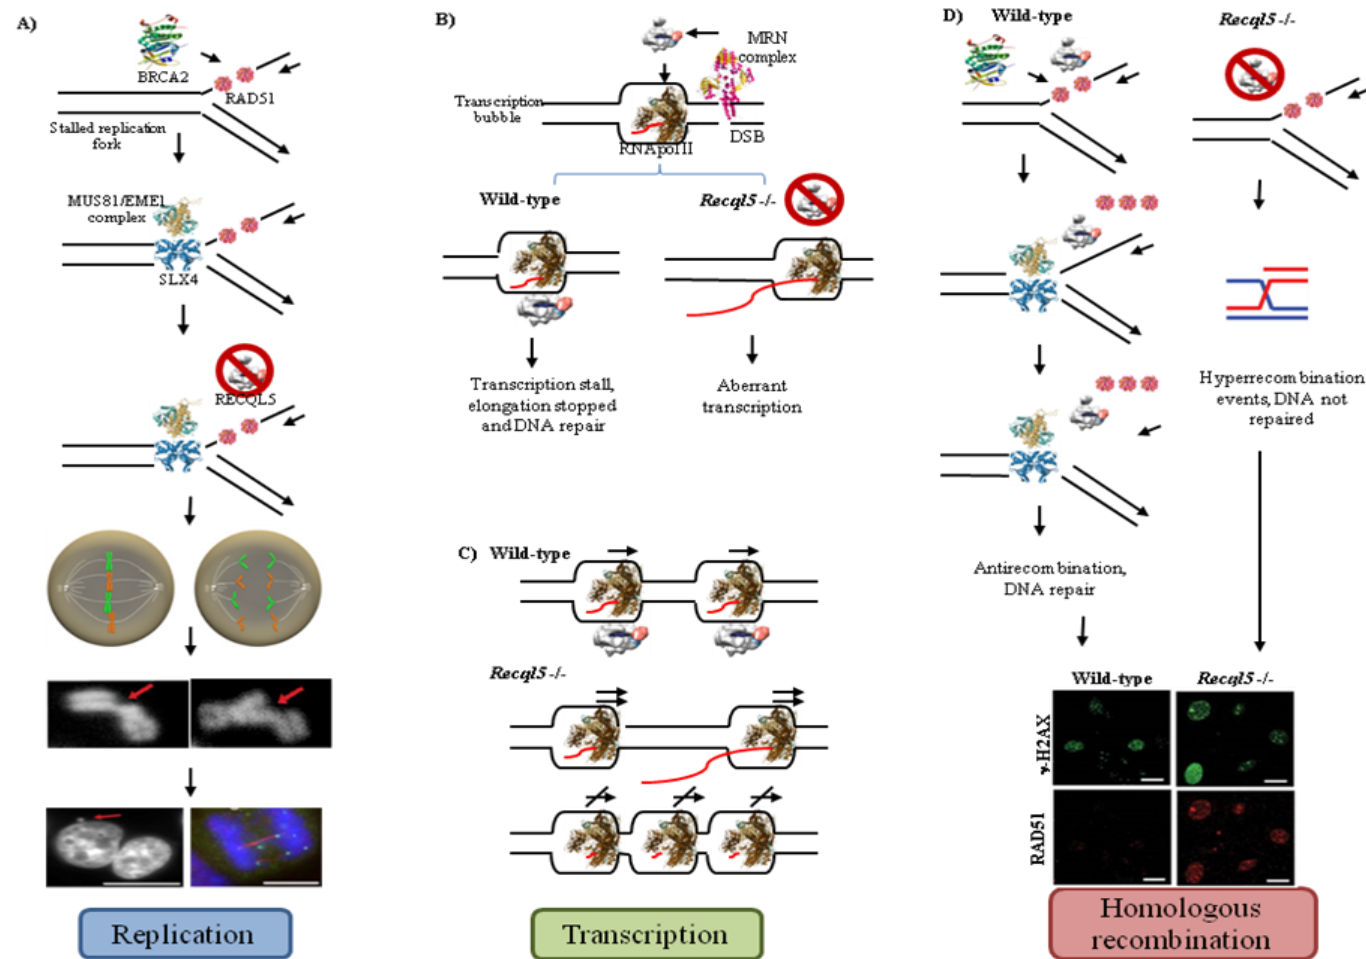 A)
BRCA2
RAD51
Stalled replication
fork
MUS81/EME1
complex
SLX4
RECQL5
Replication
B)
MRN
complex
Transcription
bubble
DSB
RNApolII
Wild-type
Recql5 -/-
Transcription stall,
elongation stopped
and DNA repair
Aberrant
transcription
C) Wild-type
Recql5 -/-
Transcription
D) Wild-type
Recql5 -/-
Hyperrecombination
events, DNA not
repaired
Antirecombination,
DNA repair
Wild-type
Recql5 -/-
γ-H2AX
RAD51
Homologous
recombination